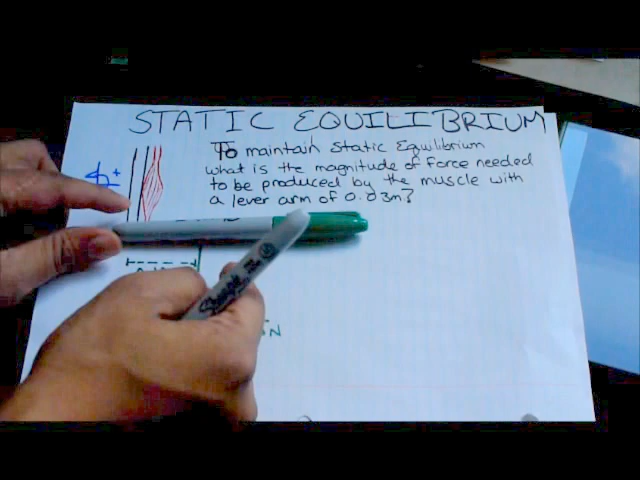 STATIC EQUILIBRIUM
To maintain Static Equilibrium
what is the magnitude of force needed
to be produced by the muscle with
a lever arm of 0.03m?
+
Sharpie
N